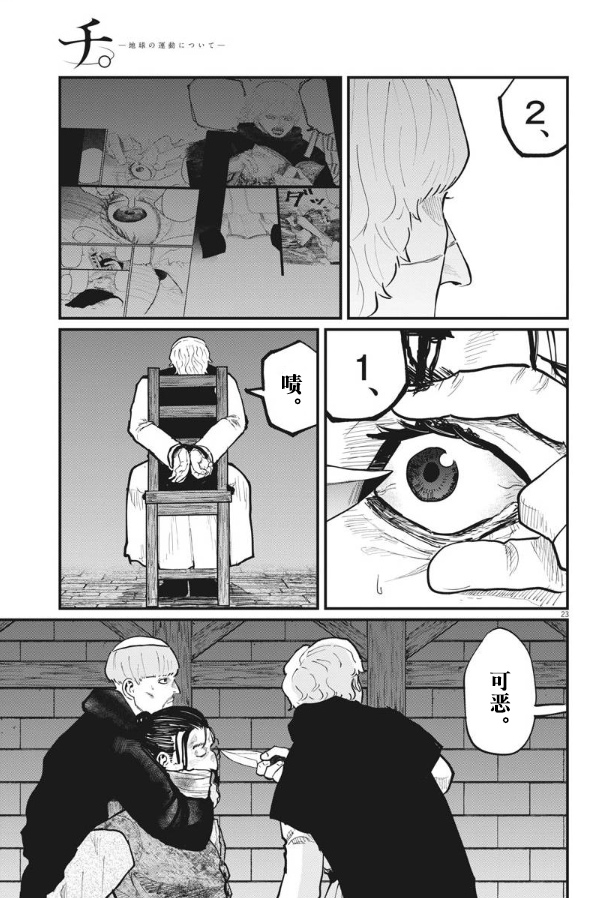 チ。
—地球の運動について—
2、
ダッ
1、
啧。
23
可恶。